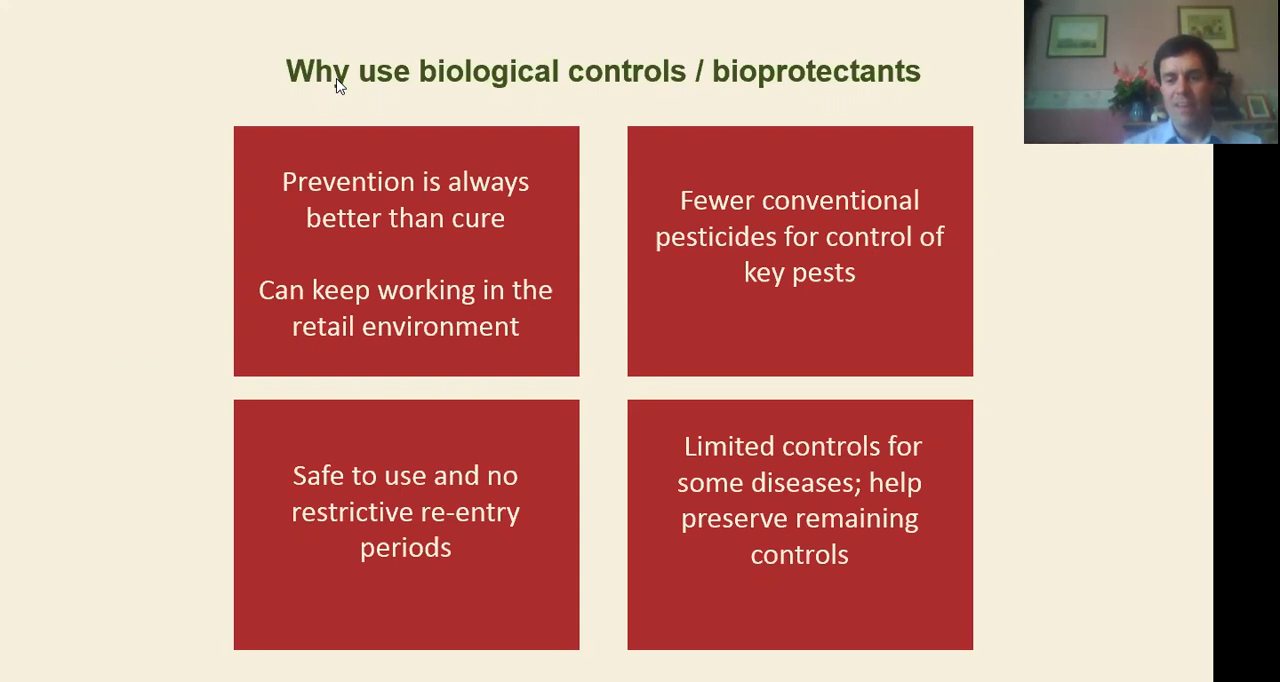 Why use biological controls / bioprotectants
Prevention is always
better than cure
Can keep working in the
retail environment
Fewer conventional
pesticides for control of
key pests
Safe to use and no
restrictive re-entry
periods
Limited controls for
some diseases; help
preserve remaining
controls